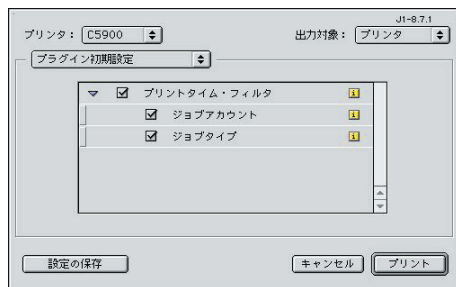 J1-8.7.1
プリンタ： C5900 出力対象： プリンタ
プラグイン初期設定
プリントタイム・フィルタ
ジョブアカウント
ジョブタイプ
設定の保存 キャンセル プリント